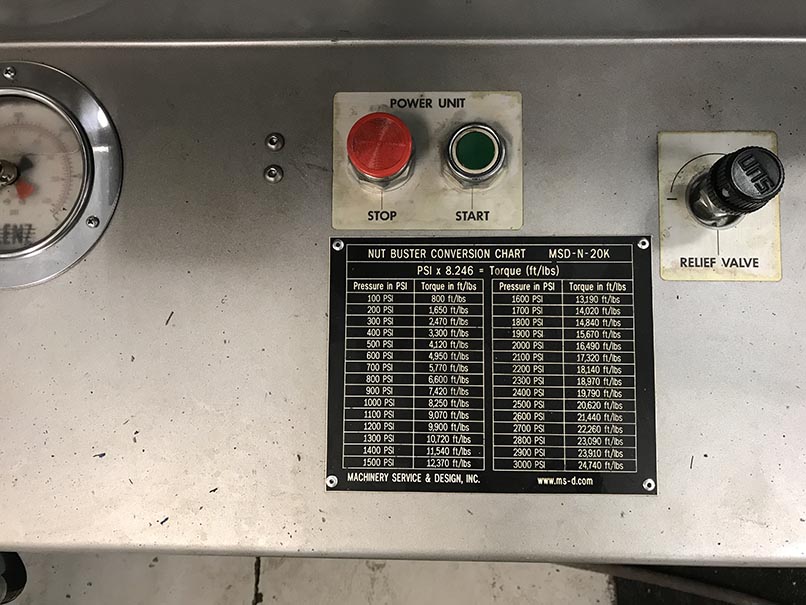 POWER UNIT
STOP
START
UNS
RELIEF VALVE
LENZ
NUT BUSTER CONVERSION CHART MSD-N-20K
PSI x 8.246 = Torque (ft/lbs)
Pressure in PSI Torque in ft/lbs Pressure in PSI Torque in ft/lbs
100 PSI 800 ft/lbs 1600 PSI 13,190 ft/lbs
200 PSI 1,650 ft/lbs 1700 PSI 14,020 ft/lbs
300 PSI 2,470 ft/lbs 1800 PSI 14,840 ft/lbs
400 PSI 3,300 ft/lbs 1900 PSI 15,670 ft/lbs
500 PSI 4,120 ft/lbs 2000 PSI 16,490 ft/lbs
600 PSI 4,950 ft/lbs 2100 PSI 17,320 ft/lbs
700 PSI 5,770 ft/lbs 2200 PSI 18,140 ft/lbs
800 PSI 6,600 ft/lbs 2300 PSI 18,970 ft/lbs
900 PSI 7,420 ft/lbs 2400 PSI 19,790 ft/lbs
1000 PSI 8,250 ft/lbs 2500 PSI 20,620 ft/lbs
1100 PSI 9,070 ft/lbs 2600 PSI 21,440 ft/lbs
1200 PSI 9,900 ft/lbs 2700 PSI 22,260 ft/lbs
1300 PSI 10,720 ft/lbs 2800 PSI 23,090 ft/lbs
1400 PSI 11,540 ft/lbs 2900 PSI 23,910 ft/lbs
1500 PSI 12,370 ft/lbs 3000 PSI 24,740 ft/lbs
MACHINERY SERVICE & DESIGN, INC. www.ms-d.com